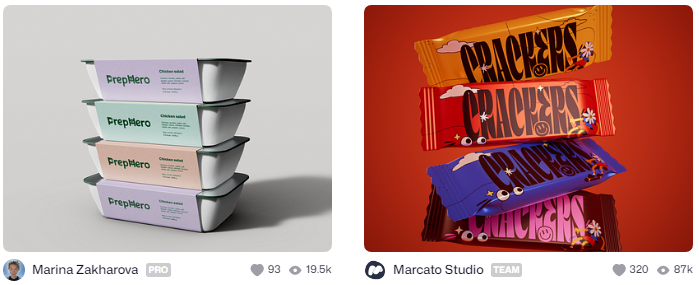 PrepHero
Chicken salad
PrepHero
Chicken salad
PrepHero
Chicken salad
PrepHero
Chicken salad
CRACKERS
CRACKERS
CRACKERS
CRACKERS
Marina Zakharova PRO 93 19.5k
Marcato Studio TEAM 320 87k